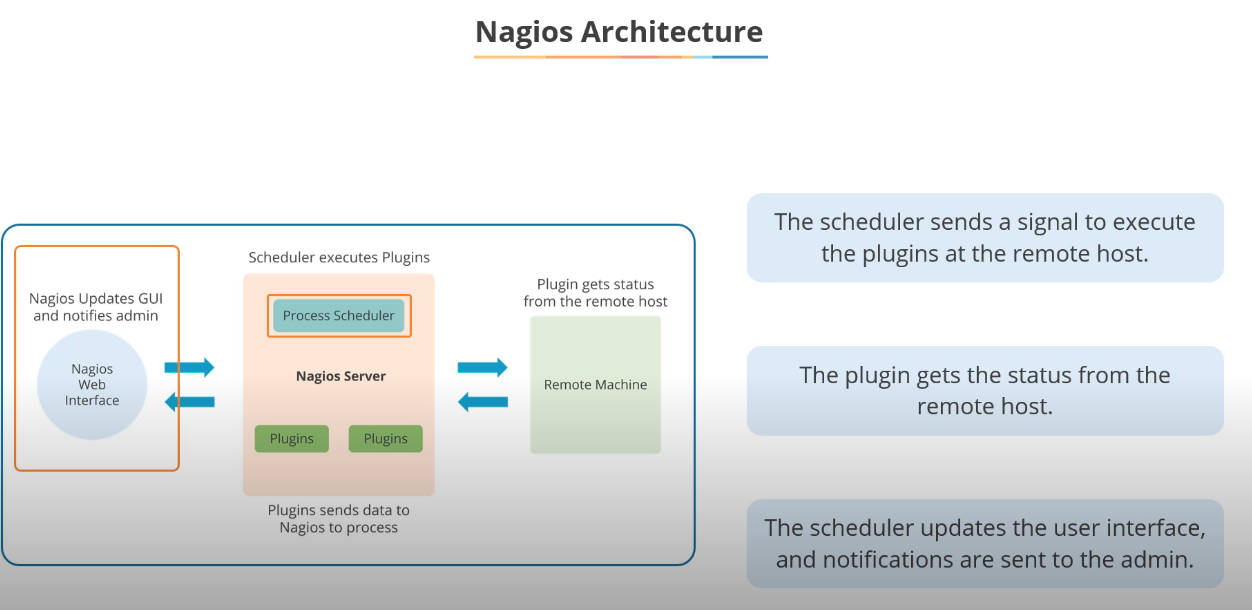 Nagios Architecture
Scheduler executes Plugins
Nagios Updates GUI
and notifies admin
Nagios
Web
Interface
Process Scheduler
Nagios Server
Plugins
Plugins
Plugins sends data to
Nagios to process
Plugin gets status
from the remote host
Remote Machine
The scheduler sends a signal to execute
the plugins at the remote host.
The plugin gets the status from the
remote host.
The scheduler updates the user interface,
and notifications are sent to the admin.